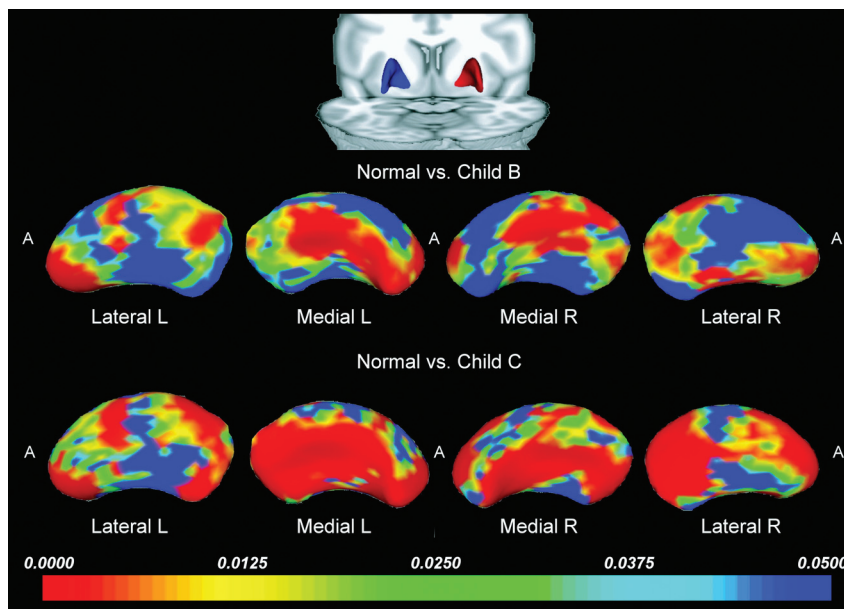 Normal vs. Child B
A A A
Lateral L Medial L Medial R Lateral R
Normal vs. Child C
A A A
Lateral L Medial L Medial R Lateral R
0.0000 0.0125 0.0250 0.0375 0.0500